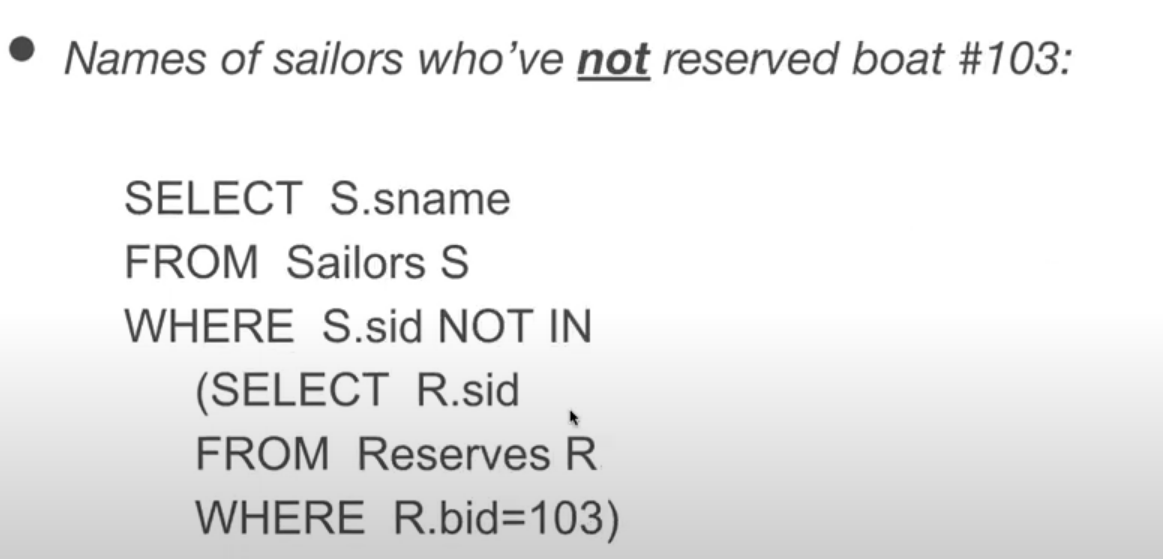 • Names of sailors who've not reserved boat #103:
SELECT S.sname
FROM Sailors S
WHERE S.sid NOT IN
(SELECT R.sid
FROM Reserves R
WHERE R.bid=103)